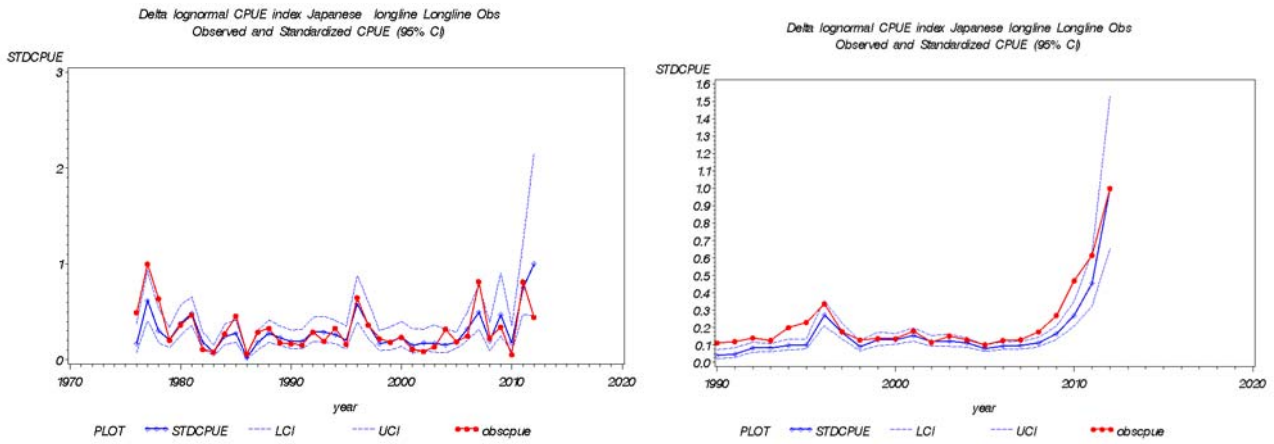 Delta lognormal CPUE index Japanese longline Longline Obs
Observed and Standardized CPUE (95% CI)
STDCPUE
3
2
1
0
1970 1980 1990 2000 2010 2020
year
PLOT STDCPUE LCI UCI obscpue
Delta lognormal CPUE index Japanese longline Longline Obs
Observed and Standardized CPUE (95% CI)
STDCPUE
1.6
1.5
1.4
1.3
1.2
1.1
1.0
0.9
0.8
0.7
0.6
0.5
0.4
0.3
0.2
0.1
0.0
1990 2000 2010 2020
year
PLOT STDCPUE LCI UCI obscpue